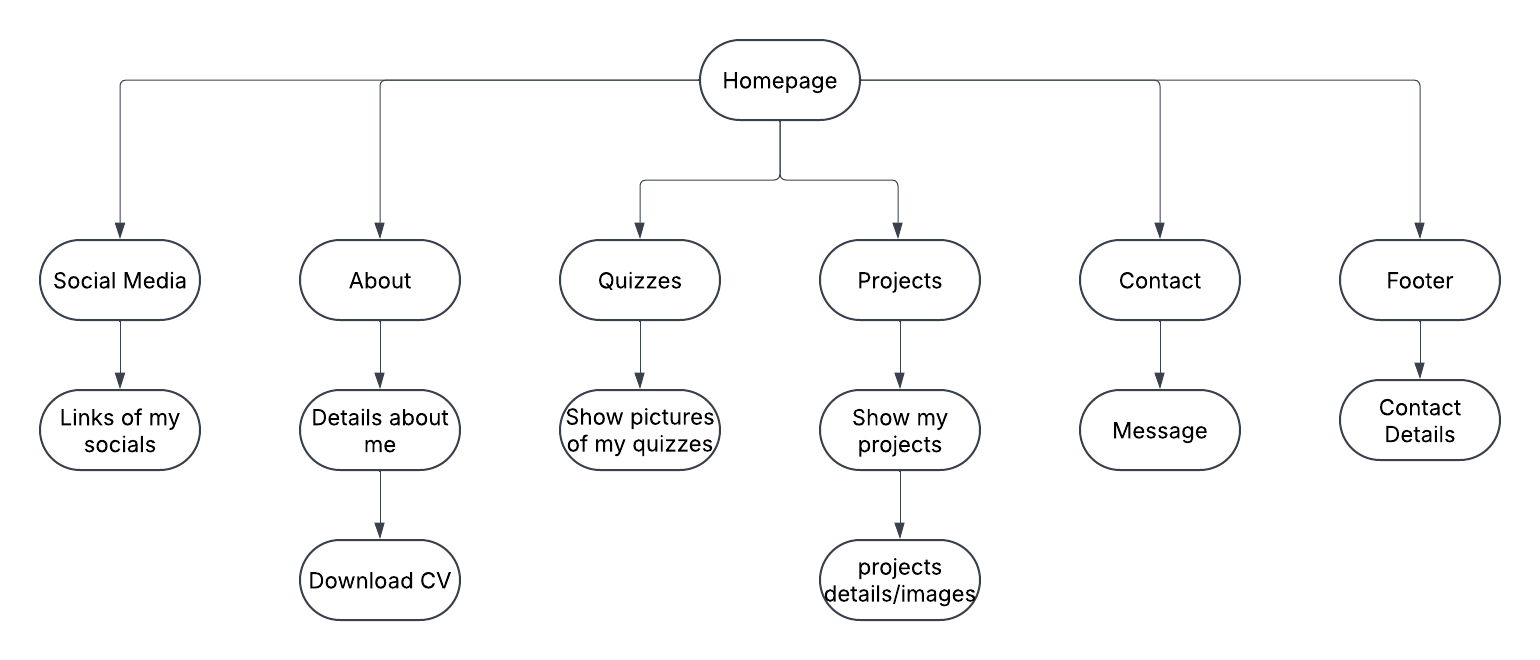 Homepage
Social Media
About
Quizzes
Projects
Contact
Footer
Links of my
socials
Details about
me
Show pictures
of my quizzes
Show my
projects
Message
Contact
Details
Download CV
projects
details/images